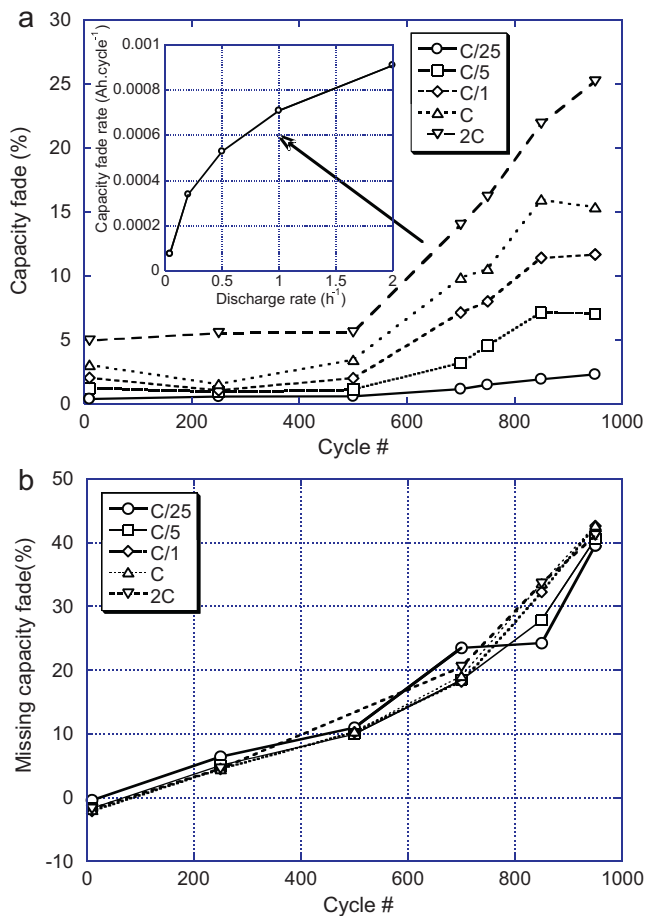 a
30
25
20
15
10
5
0
Capacity fade (%)
0
200
400
600
800
1000
Cycle #
0.001
0.0008
0.0006
0.0004
0.0002
0
Capacity fade rate (Ah.cycle⁻¹)
0
0.5
1
1.5
2
Discharge rate (h⁻¹)
C/25
C/5
C/1
C
2C
b
50
40
30
20
10
0
-10
Missing capacity fade(%)
C/25
C/5
C/1
C
2C
0
200
400
600
800
1000
Cycle #